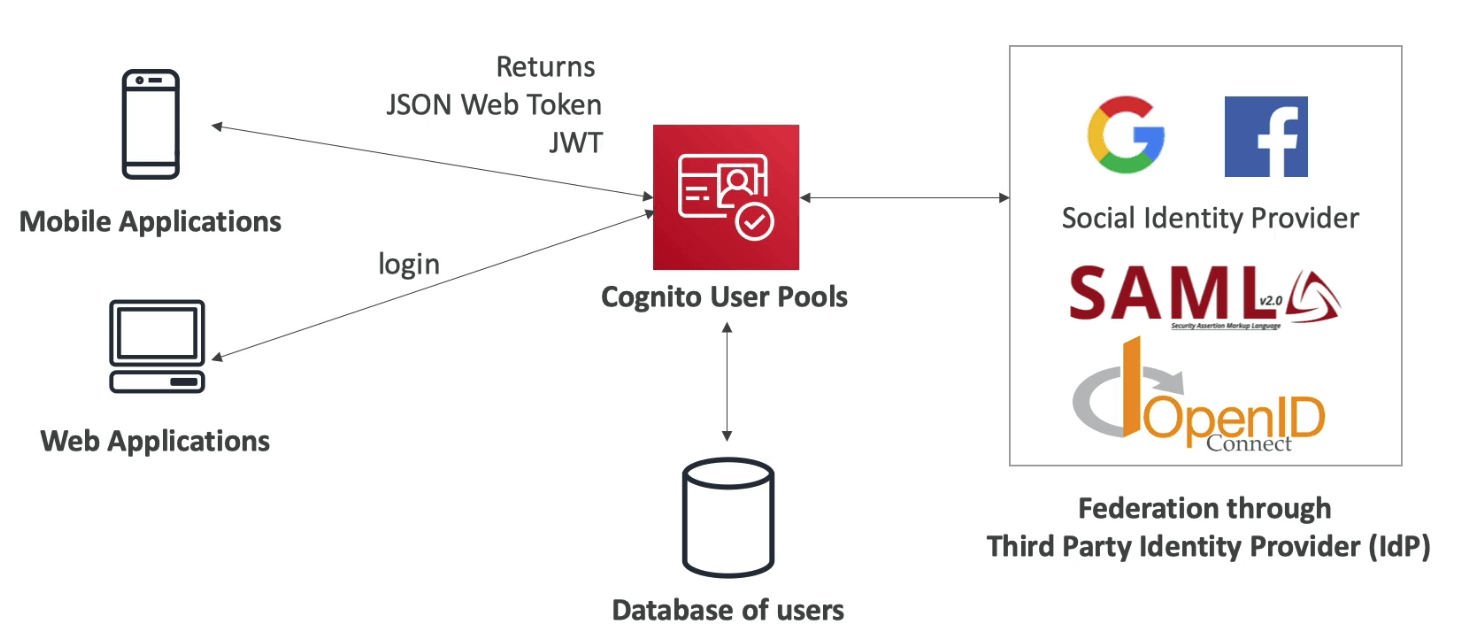 Returns
JSON Web Token
JWT
Mobile Applications
login
Web Applications
Cognito User Pools
Database of users
Social Identity Provider
SAML v2.0
Security Assertion Markup Language
OpenID
Connect
Federation through
Third Party Identity Provider (IdP)